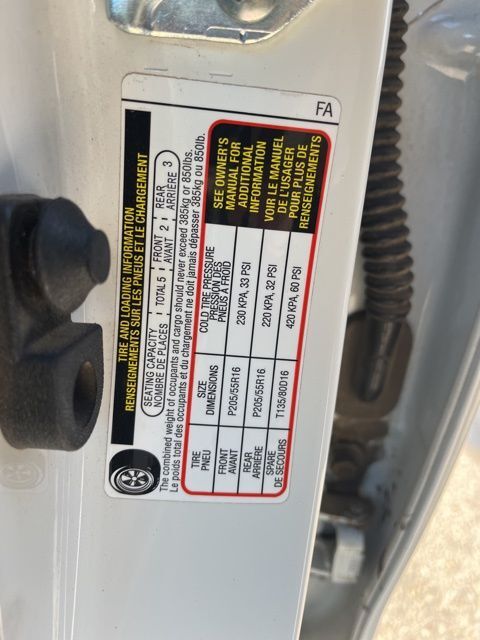 TIRE AND LOADING INFORMATION
RENSEIGNEMENTS SUR LES PNEUS ET LE CHARGEMENT
SEATING CAPACITY TOTAL 5 FRONT 2 REAR 3
NOMBRE DE PLACES AVANT ARRIÈRE
The combined weight of occupants and cargo should never exceed 385kg or 850lbs.
Le poids total des occupants et du chargement ne doit jamais dépasser 385kg ou 850lb.
TIRE SIZE COLD TIRE PRESSURE
PNEU DIMENSIONS PRESSION DES
PNEUS À FROID
FRONT P205/55R16 230 KPA, 33 PSI
AVANT
REAR P205/55R16 220 KPA, 32 PSI
ARRIÈRE
SPARE T135/80D16 420 KPA, 60 PSI
DE SECOURS
SEE OWNER'S
MANUAL FOR
ADDITIONAL
INFORMATION
VOIR LE MANUEL
DE L'USAGER
POUR PLUS DE
RENSEIGNEMENTS
FA